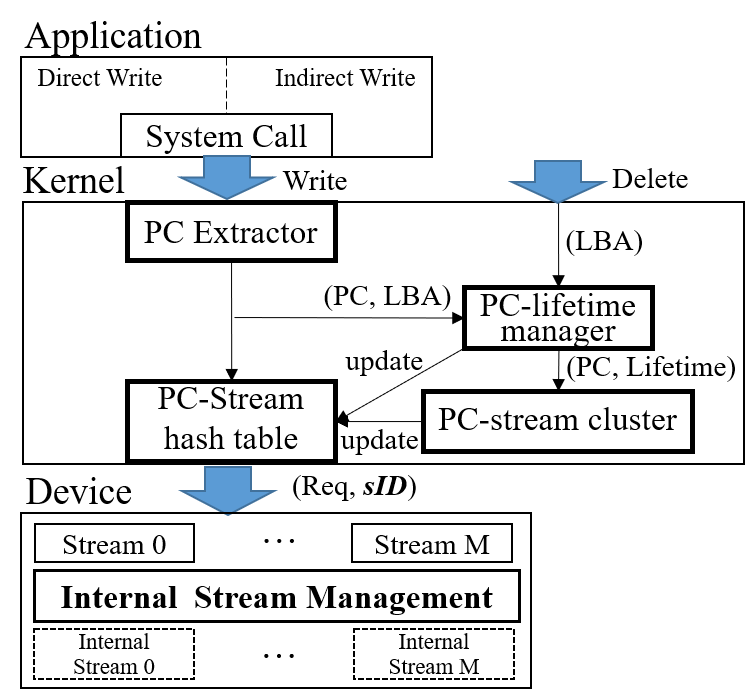 Application
Direct Write
Indirect Write
System Call
Kernel
Write
Delete
PC Extractor
(LBA)
(PC, LBA)
PC-lifetime
manager
update
(PC, Lifetime)
PC-Stream
hash table
PC-stream cluster
update
Device
(Req, sID)
Stream 0
...
Stream M
Internal Stream Management
Internal
Stream 0
...
Internal
Stream M